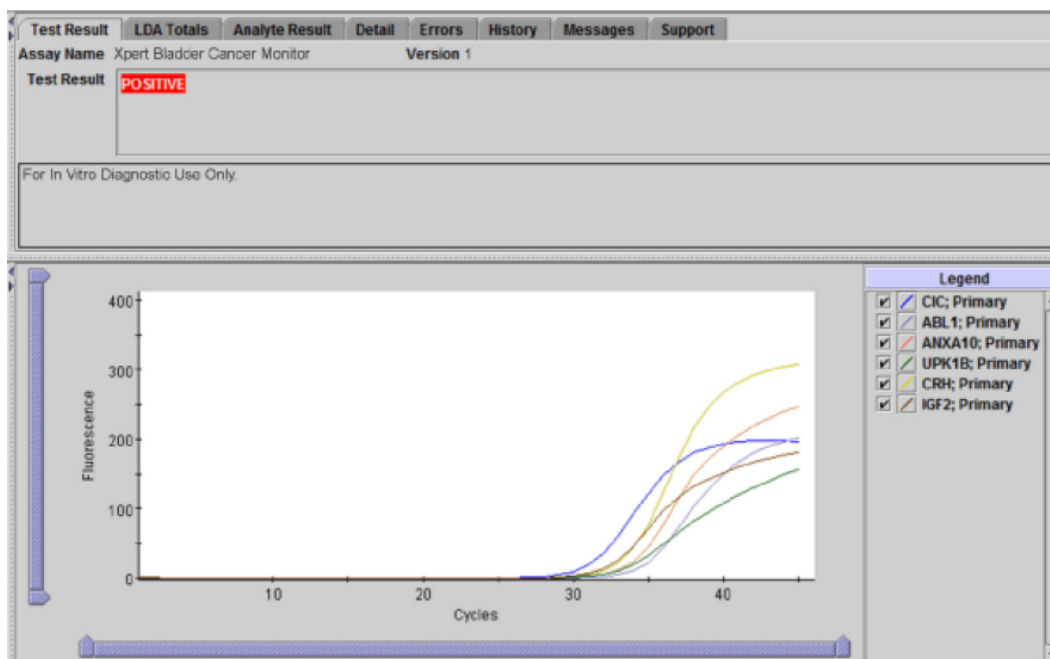 Test Result LDA Totals Analyte Result Detail Errors History Messages Support
Assay Name Xpert Bladder Cancer Monitor Version 1
Test Result POSITIVE
For In Vitro Diagnostic Use Only.
Legend
CIC; Primary
ABL1; Primary
ANXA10; Primary
UPK1B; Primary
CRH; Primary
IGF2; Primary
400
300
200
100
0
Fluorescence
10 20 30 40
Cycles